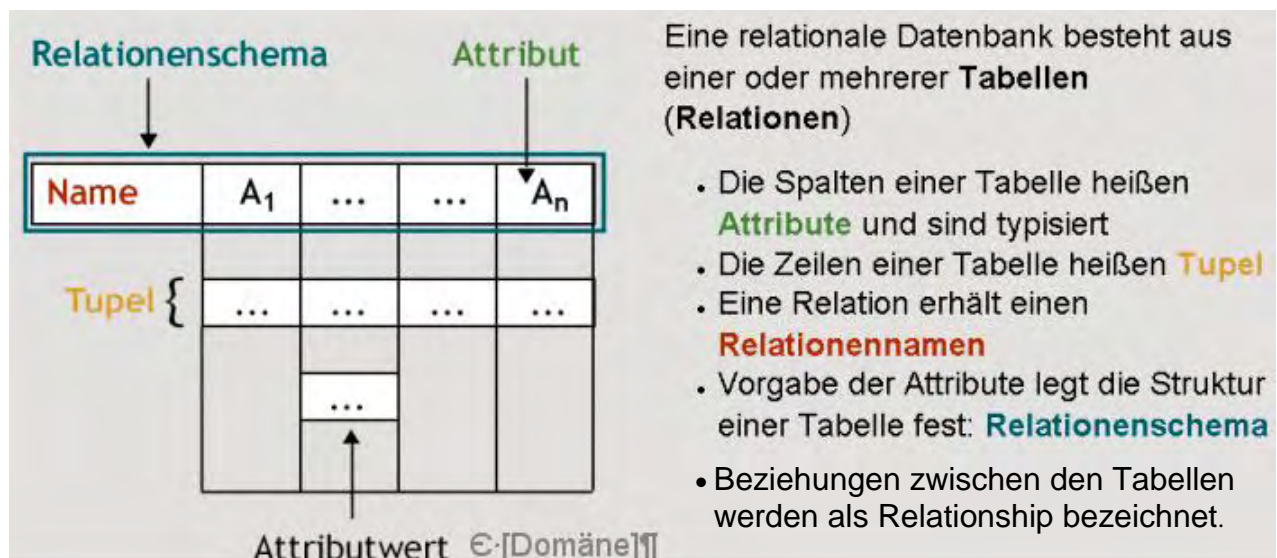 Relationenschema
Attribut
Name A₁ ... ... Aₙ
Tupel { ... ... ... ...
...
Attributwert Є·[Domäne]¶
Eine relationale Datenbank besteht aus
einer oder mehrerer Tabellen
(Relationen)
• Die Spalten einer Tabelle heißen
Attribute und sind typisiert
• Die Zeilen einer Tabelle heißen Tupel
• Eine Relation erhält einen
Relationennamen
• Vorgabe der Attribute legt die Struktur
einer Tabelle fest: Relationenschema
• Beziehungen zwischen den Tabellen
werden als Relationship bezeichnet.